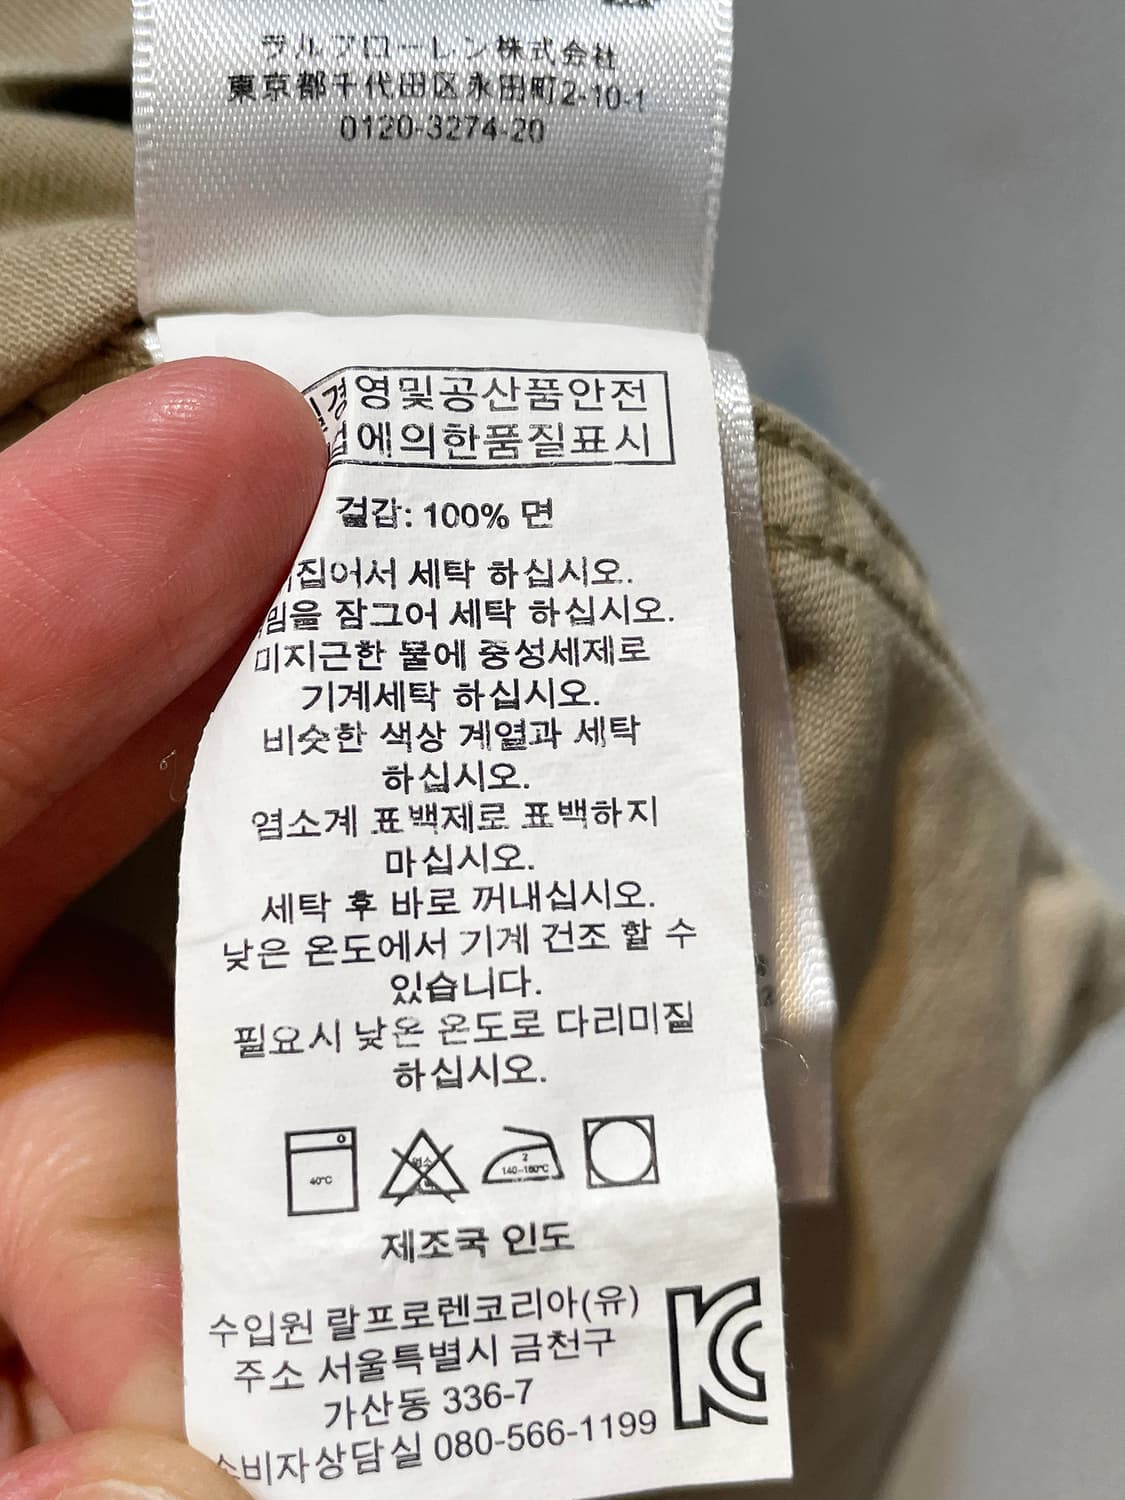 ラルフローレン株式会社
東京都千代田区永田町2-10-1
0120-3274-20
영및공산품안전
에의한품질표시
겉감: 100% 면
집어서 세탁 하십시오.
잠그어 세탁 하십시오.
미지근한 물에 중성세제로
기계세탁 하십시오.
비슷한 색상 계열과 세탁
하십시오.
염소계 표백제로 표백하지
마십시오.
세탁 후 바로 꺼내십시오.
낮은 온도에서 기계 건조 할 수
있습니다.
필요시 낮은 온도로 다리미질
하십시오.
40°C
염소
2
140-160°C
제조국 인도
수입원 랄프로렌코리아(유)
주소 서울특별시 금천구
가산동 336-7
소비자상담실 080-566-1199